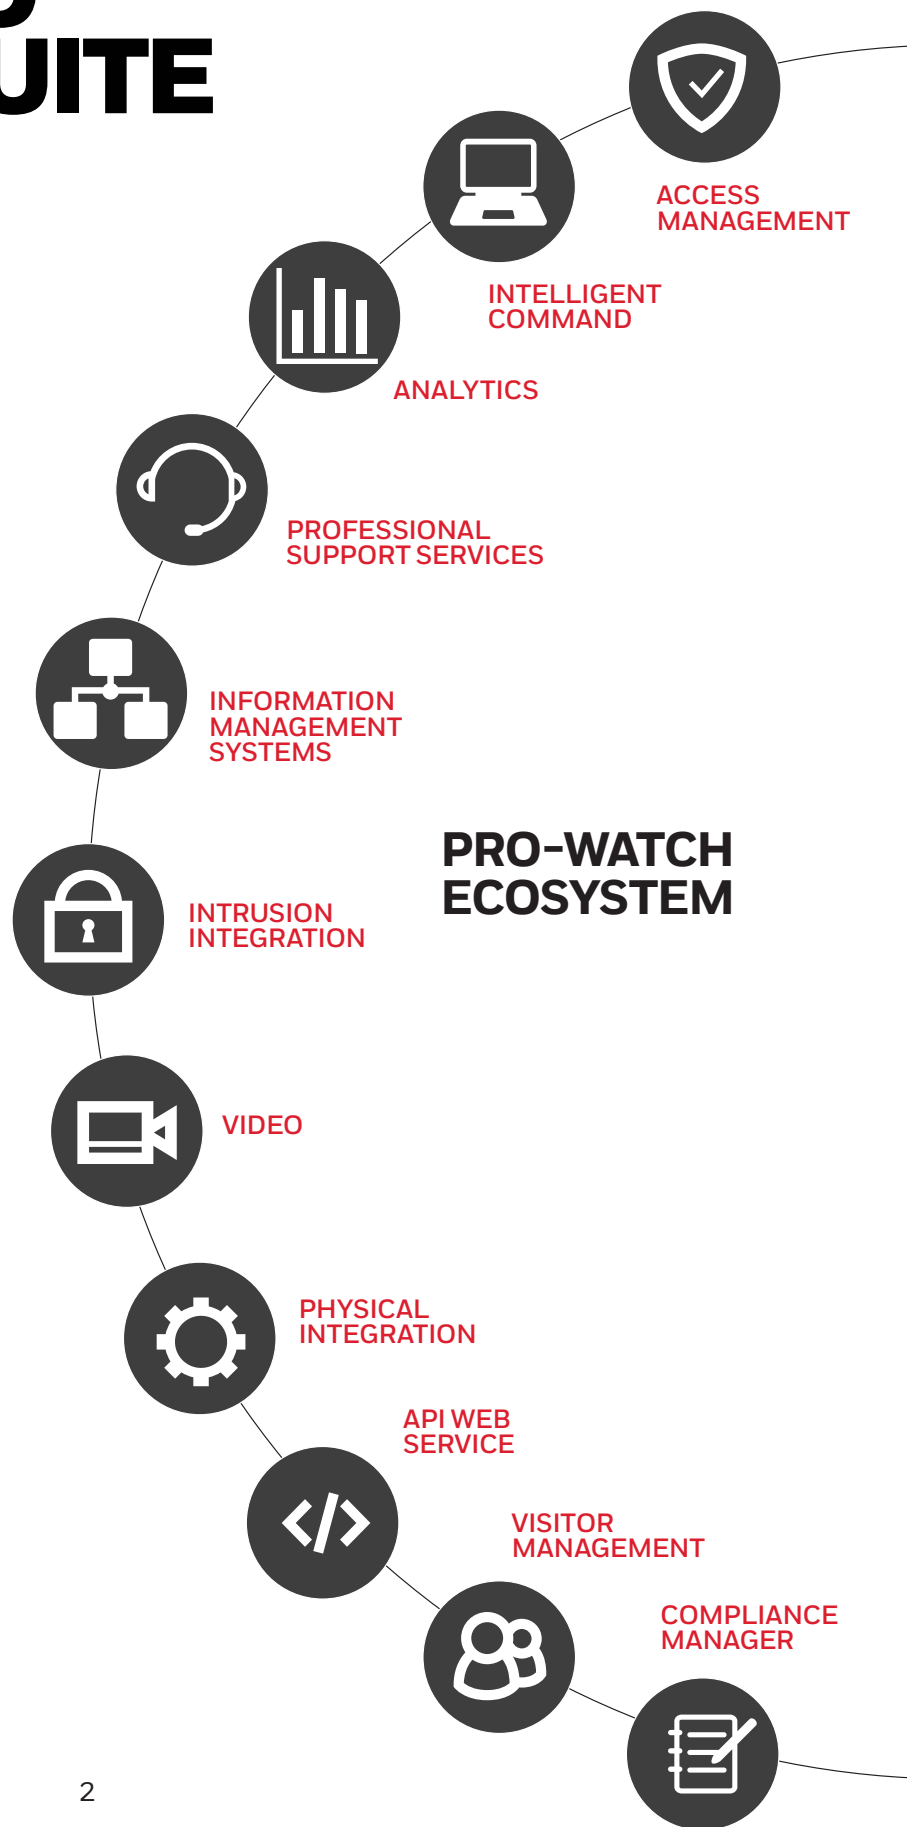 UITE
ACCESS
MANAGEMENT
INTELLIGENT
COMMAND
ANALYTICS
PROFESSIONAL
SUPPORT SERVICES
INFORMATION
MANAGEMENT
SYSTEMS
PRO-WATCH
ECOSYSTEM
INTRUSION
INTEGRATION
VIDEO
PHYSICAL
INTEGRATION
API WEB
SERVICE
VISITOR
MANAGEMENT
COMPLIANCE
MANAGER
2